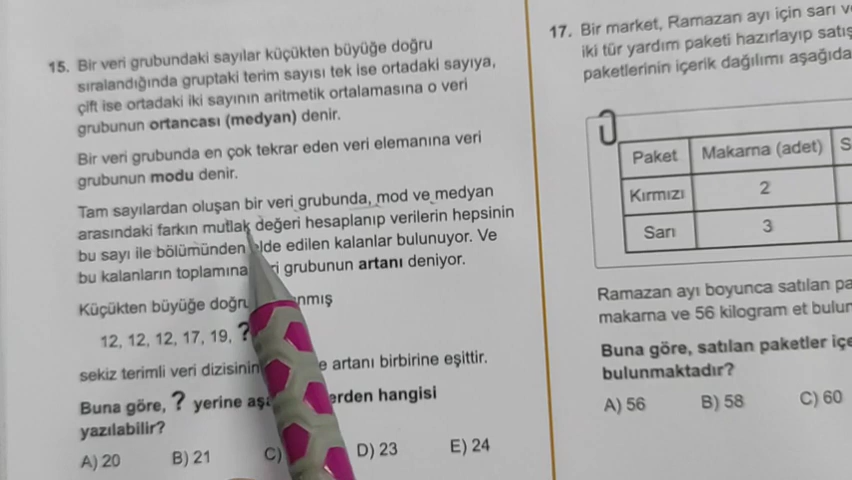 15. Bir veri grubundaki sayılar küçükten büyüğe doğru
sıralandığında gruptaki terim sayısı tek ise ortadaki sayıya,
çift ise ortadaki iki sayının aritmetik ortalamasına o veri
grubunun ortancası (medyan) denir.
Bir veri grubunda en çok tekrar eden veri elemanına veri
grubunun modu denir.
Tam sayılardan oluşan bir veri grubunda, mod ve medyan
arasındaki farkın mutlak değeri hesaplanıp verilerin hepsinin
bu sayı ile bölümünden elde edilen kalanlar bulunuyor. Ve
bu kalanların toplamına grubunun artanı deniyor.
Küçükten büyüğe doğru
12, 12, 12, 17, 19, ?
sekiz terimli veri dizisinin artanı birbirine eşittir.
Buna göre, ? yerine hangisi
yazılabilir?
A) 20 B) 21 C) D) 23 E) 24
17. Bir market, Ramazan ayı için sarı
iki tür yardım paketi hazırlayıp
paketlerinin içerik dağılımı
Paket Makarna (adet)
Kırmızı 2
Sarı 3
Ramazan ayı boyunca satılan
makarna ve 56 kilogram et
Buna göre, satılan paketler
bulunmaktadır?
A) 56 B) 58 C) 60